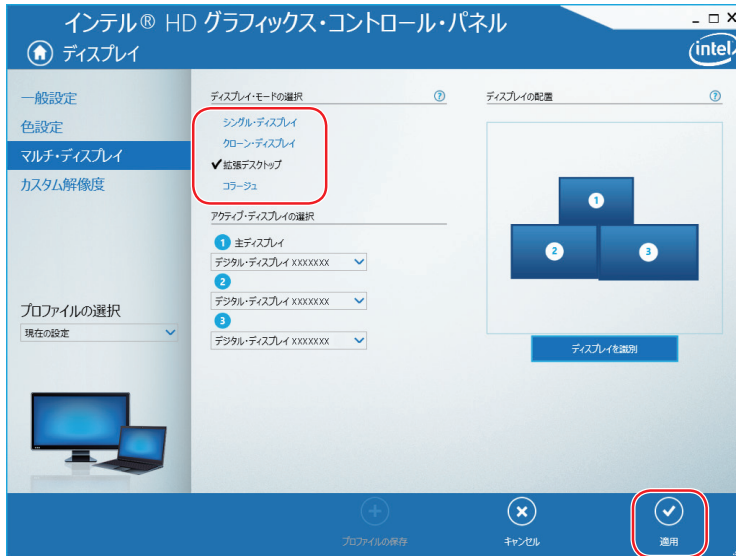 インテル® HD グラフィックス・コントロール・パネル
ディスプレイ
intel
一般設定
色設定
マルチ・ディスプレイ
カスタム解像度
プロファイルの選択
現在の設定
ディスプレイ・モードの選択
?
シングル・ディスプレイ
クローン・ディスプレイ
✔拡張デスクトップ
コラージュ
アクティブ・ディスプレイの選択
1 主ディスプレイ
デジタル・ディスプレイ XXXXXXX
2
デジタル・ディスプレイ XXXXXXX
3
デジタル・ディスプレイ XXXXXXX
ディスプレイの配置
?
1
2
3
ディスプレイを識別
プロファイルの保存
キャンセル
適用